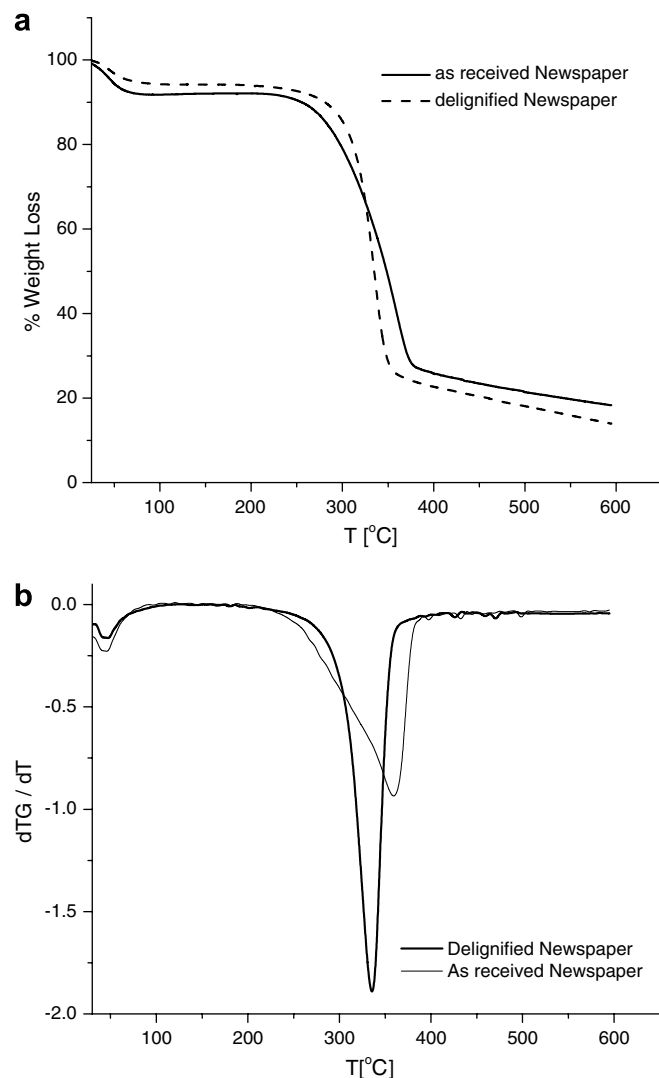 a
100
as received Newspaper
delignified Newspaper
80
60
% Weight Loss
40
20
0
100 200 300 400 500 600
T [°C]
b
0.0
-0.5
dTG / dT
-1.0
-1.5
Delignified Newspaper
As received Newspaper
-2.0
100 200 300 400 500 600
T[°C]